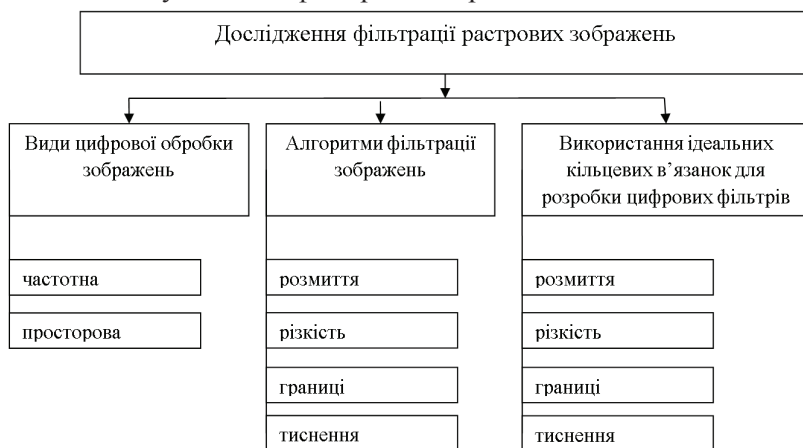 Дослідження фільтрації растрових зображень
Види цифрової обробки
зображень
Алгоритми фільтрації
зображень
Використання ідеальних
кільцевих в’язанок для
розробки цифрових фільтрів
частотна
просторова
розмиття
різкість
границі
тиснення
розмиття
різкість
границі
тиснення